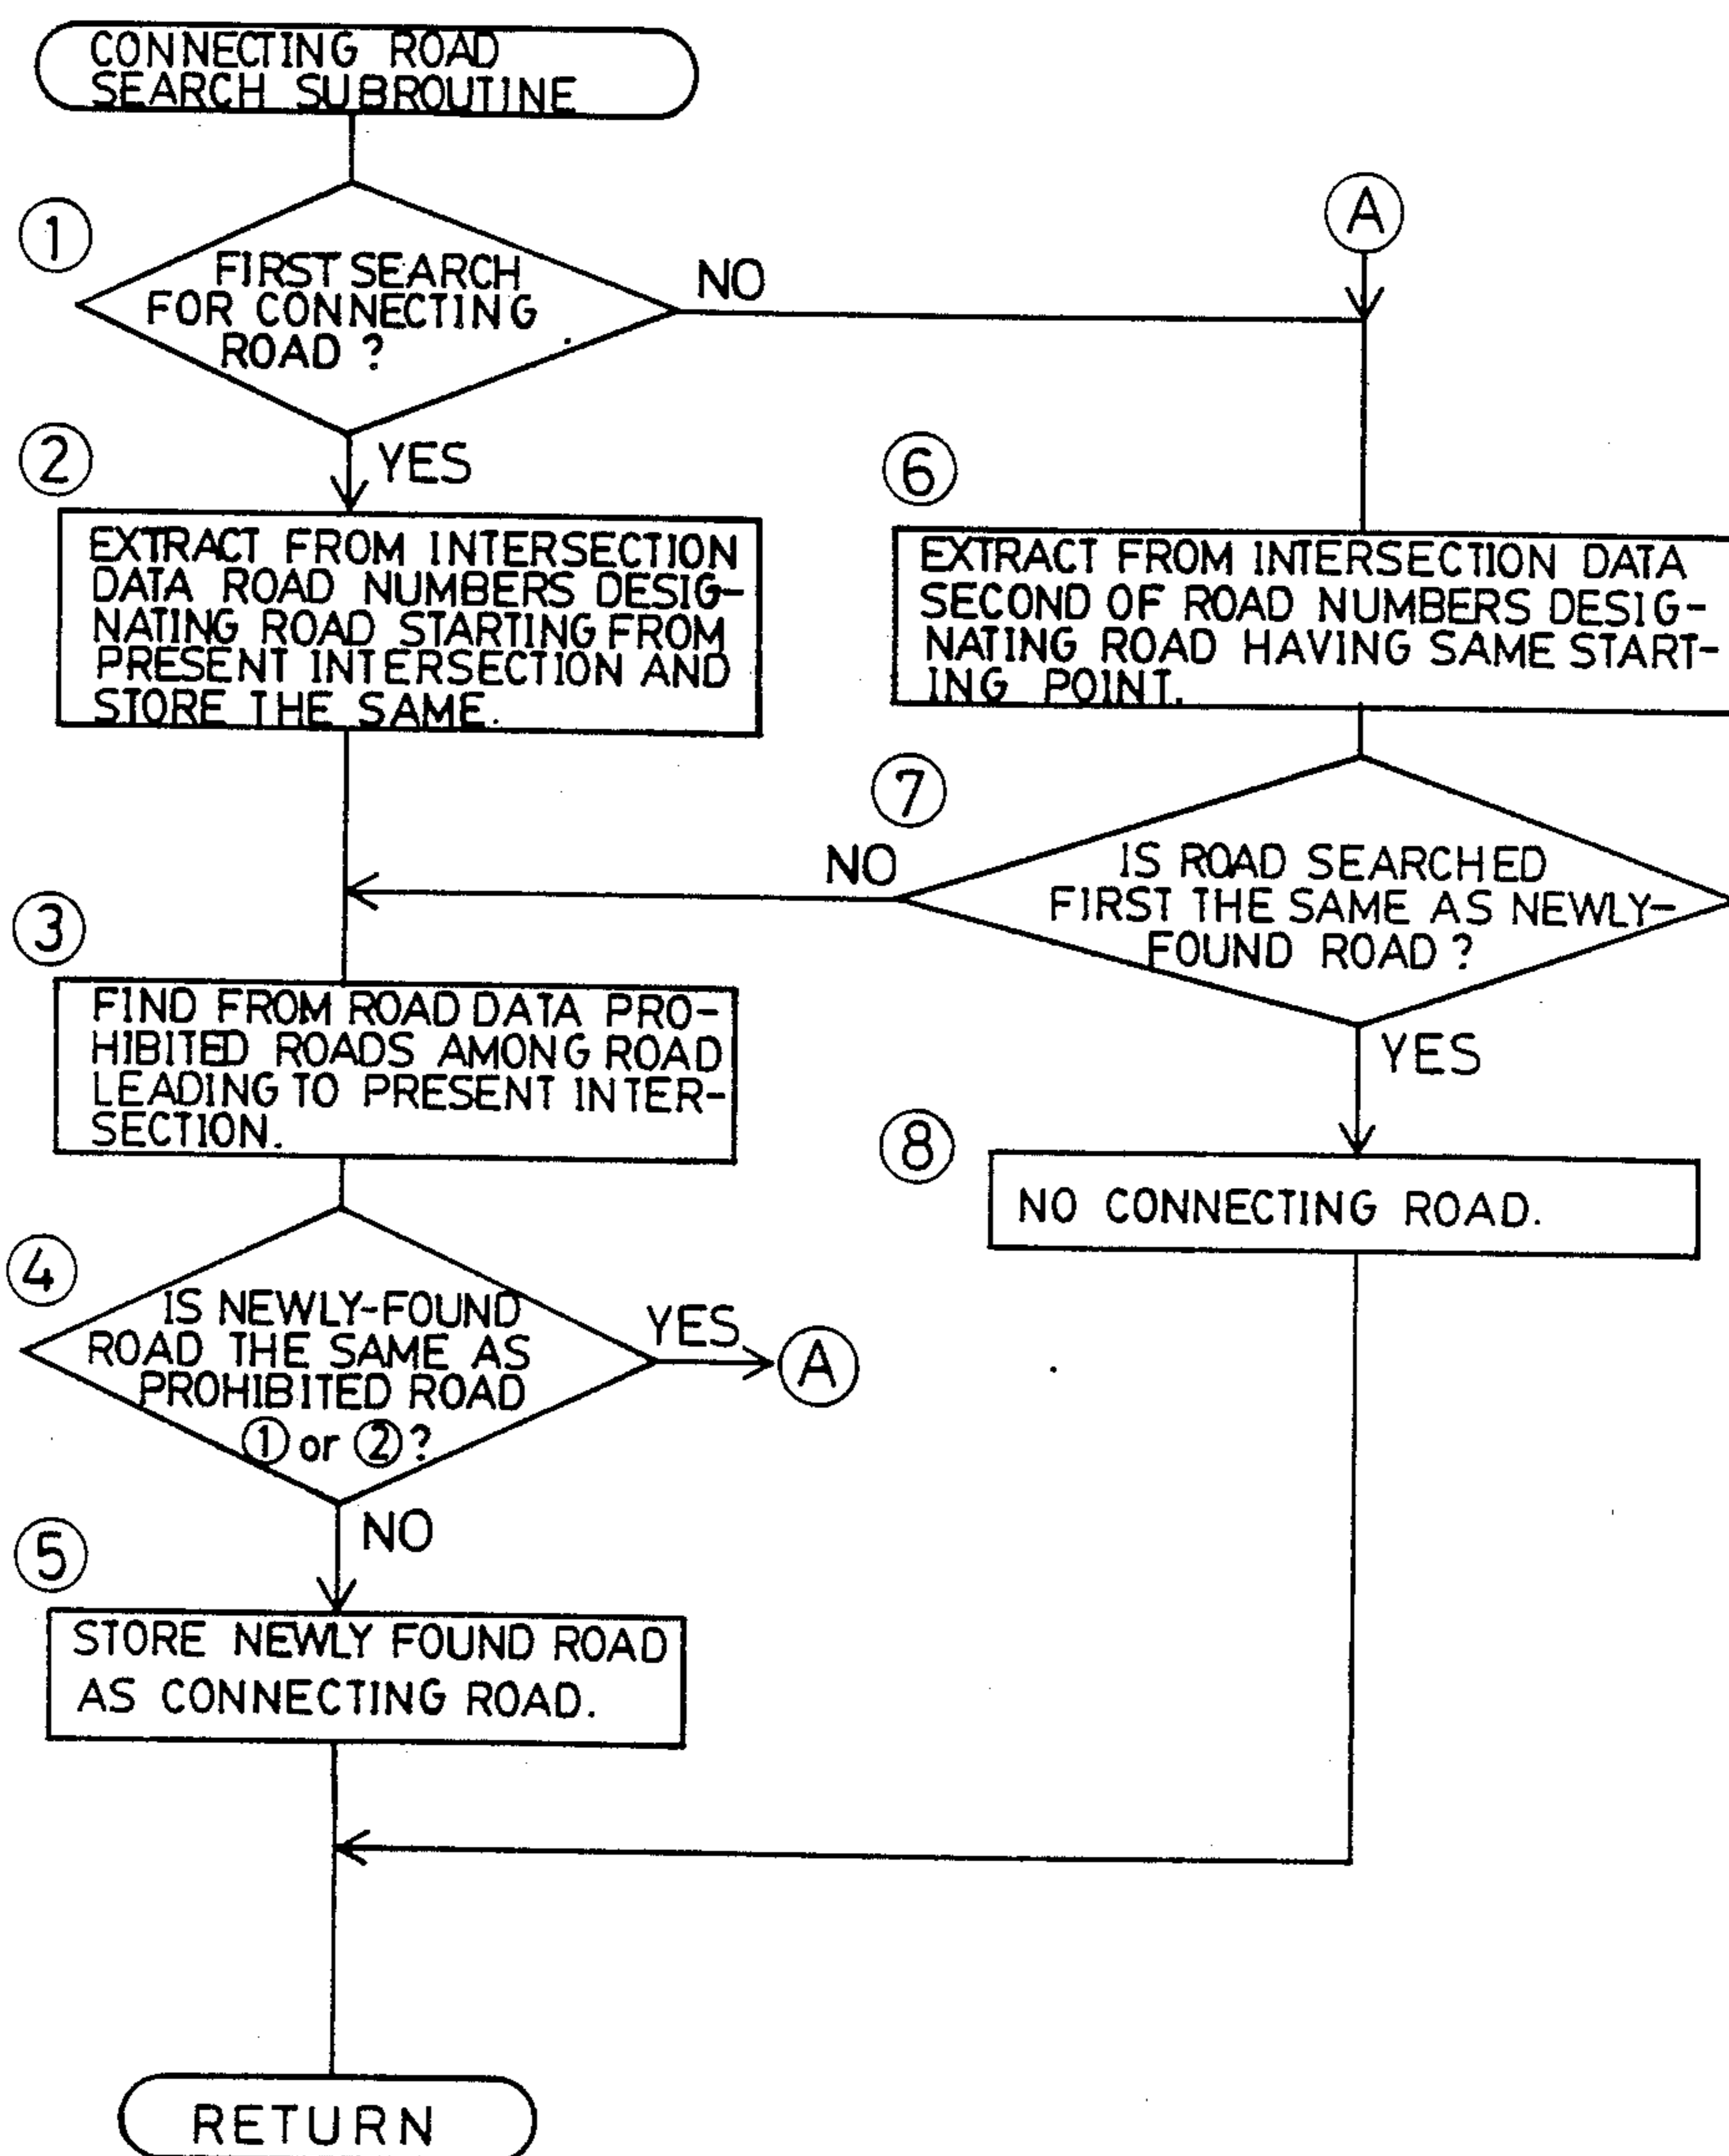 CONNECTING ROAD
SEARCH SUBROUTINE
①
FIRST SEARCH
FOR CONNECTING
ROAD ?
NO
YES
②
EXTRACT FROM INTERSECTION
DATA ROAD NUMBERS DESIG-
NATING ROAD STARTING FROM
PRESENT INTERSECTION AND
STORE THE SAME.
③
FIND FROM ROAD DATA PRO-
HIBITED ROADS AMONG ROAD
LEADING TO PRESENT INTER-
SECTION.
④
IS NEWLY-FOUND
ROAD THE SAME AS
PROHIBITED ROAD
① or ②?
YES
Ⓐ
NO
⑤
STORE NEWLY FOUND ROAD
AS CONNECTING ROAD.
Ⓐ
⑥
EXTRACT FROM INTERSECTION DATA
SECOND OF ROAD NUMBERS DESIG-
NATING ROAD HAVING SAME START-
ING POINT.
⑦
NO
IS ROAD SEARCHED
FIRST THE SAME AS NEWLY-
FOUND ROAD ?
YES
⑧
NO CONNECTING ROAD.
RETURN